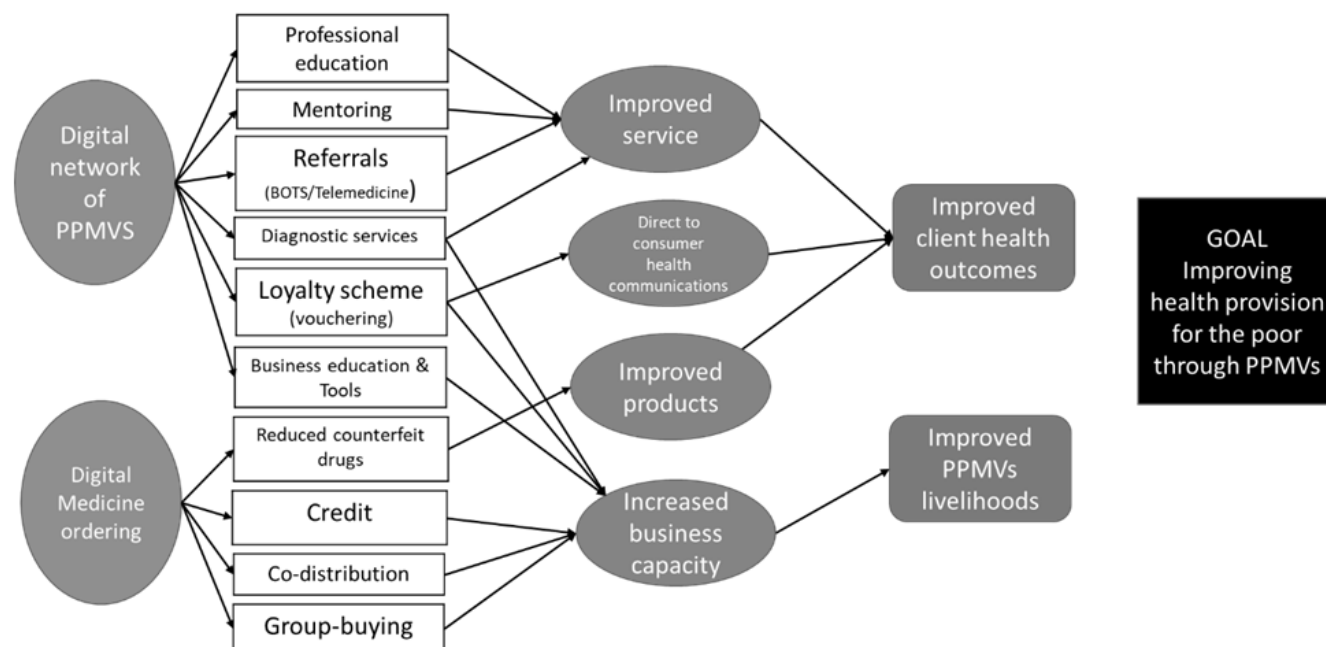 Digital
network
of
PPMVS
Digital
Medicine
ordering
Professional
education
Mentoring
Referrals
(BOTS/Telemedicine)
Diagnostic services
Loyalty scheme
(vouchering)
Business education &
Tools
Reduced counterfeit
drugs
Credit
Co-distribution
Group-buying
Improved
service
Direct to
consumer
health
communications
Improved
products
Increased
business
capacity
Improved
client health
outcomes
Improved
PPMVs
livelihoods
GOAL
Improving
health provision
for the poor
through PPMVs